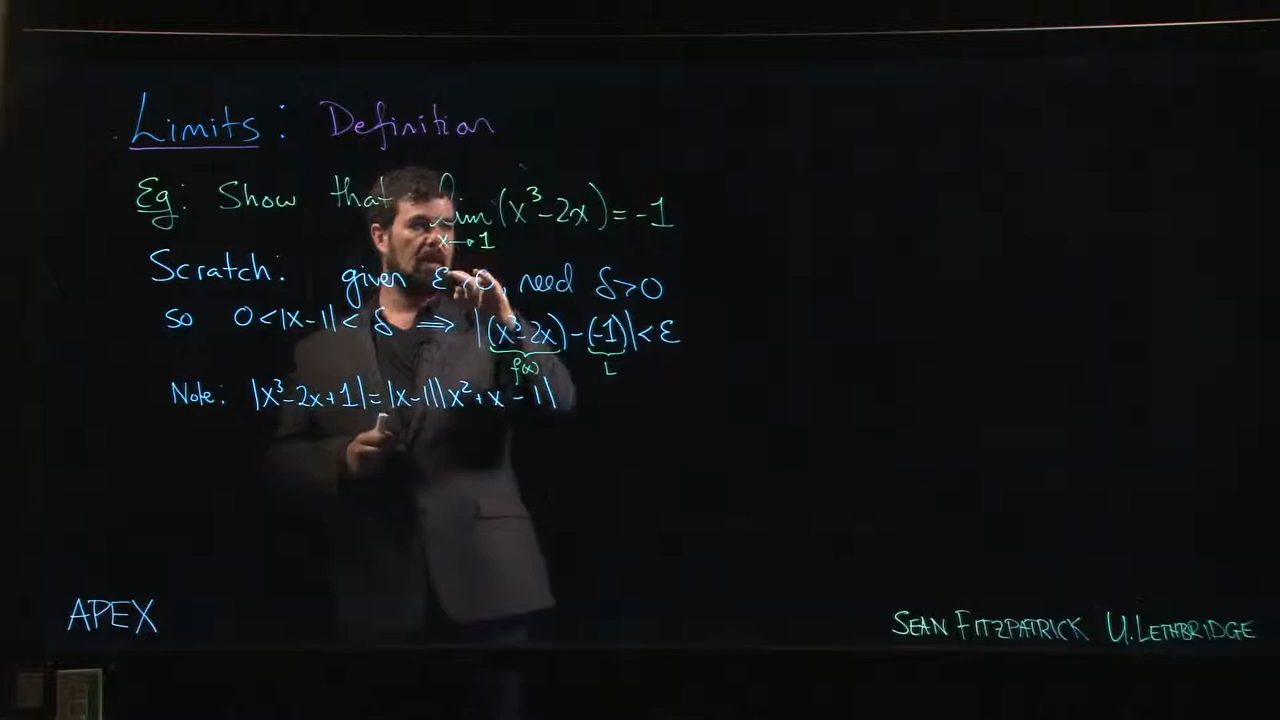 Limits: Definition
Eg: Show that lim (x³-2x) = -1
x→1
Scratch: given ε>0, need δ>0
so 0<|x-1|<δ ⟹ |(x³-2x)-(-1)|<ε
f(x) L
Note: |x³-2x+1|=|x-1||x²+x-1|
APEX
SEAN FITZPATRICK U.LETHBRIDGE